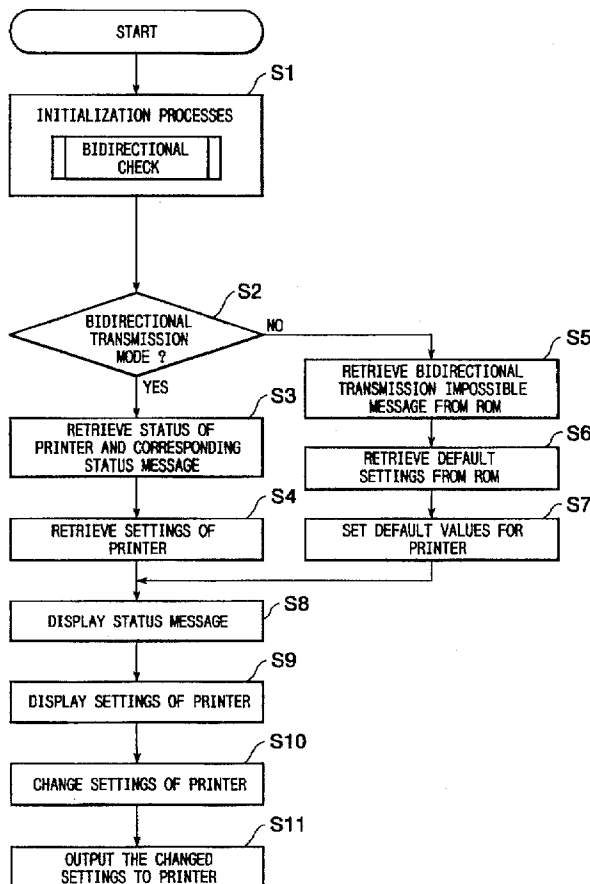 START
S1
INITIALIZATION PROCESSES
BIDIRECTIONAL
CHECK
S2
BIDIRECTIONAL
TRANSMISSION
MODE ?
NO
YES
S5
RETRIEVE BIDIRECTIONAL
TRANSMISSION IMPOSSIBLE
MESSAGE FROM ROM
S3
RETRIEVE STATUS OF
PRINTER AND CORRESPONDING
STATUS MESSAGE
S6
RETRIEVE DEFAULT
SETTINGS FROM ROM
S4
RETRIEVE SETTINGS OF
PRINTER
S7
SET DEFAULT VALUES FOR
PRINTER
S8
DISPLAY STATUS MESSAGE
S9
DISPLAY SETTINGS OF PRINTER
S10
CHANGE SETTINGS OF PRINTER
S11
OUTPUT THE CHANGED
SETTINGS TO PRINTER